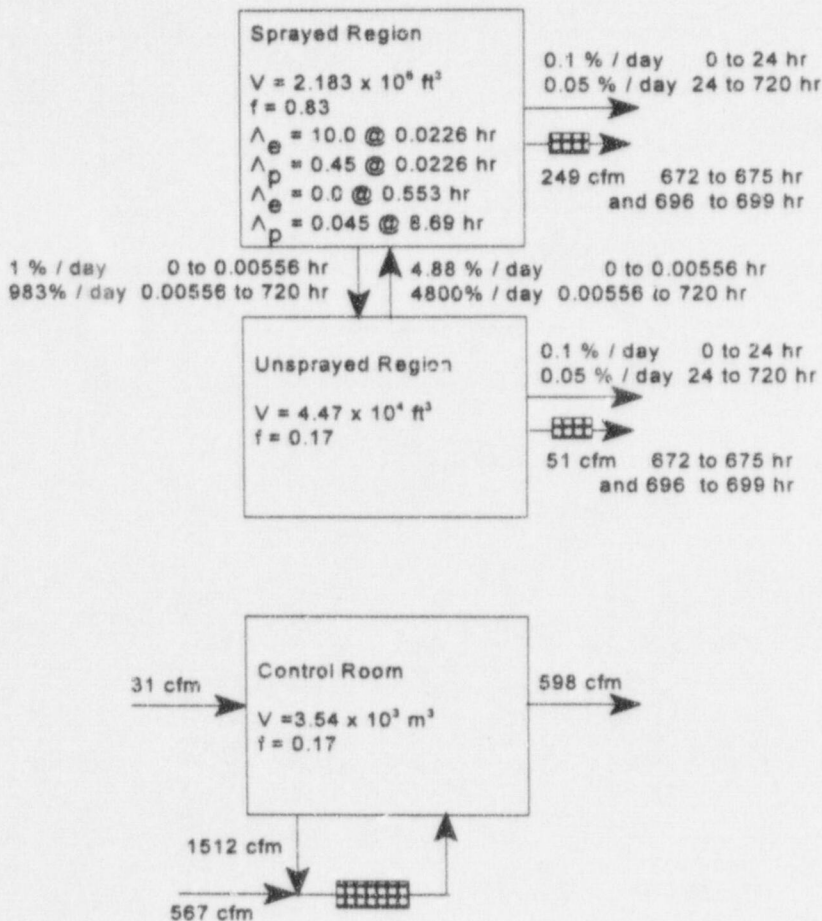 Sprayed Region
V = 2.183 x 10⁶ ft³
f = 0.83
Λe = 10.0 @ 0.0226 hr
Λp = 0.45 @ 0.0226 hr
Λe = 0.0 @ 0.553 hr
Λp = 0.045 @ 8.69 hr
0.1 % / day 0 to 24 hr
0.05 % / day 24 to 720 hr
249 cfm 672 to 675 hr
and 696 to 699 hr
1 % / day 0 to 0.00556 hr
983% / day 0.00556 to 720 hr
4.88 % / day 0 to 0.00556 hr
4800% / day 0.00556 to 720 hr
Unsprayed Region
V = 4.47 x 10⁴ ft³
f = 0.17
0.1 % / day 0 to 24 hr
0.05 % / day 24 to 720 hr
51 cfm 672 to 675 hr
and 696 to 699 hr
Control Room
V =3.54 x 10³ m³
f = 0.17
31 cfm
598 cfm
1512 cfm
567 cfm